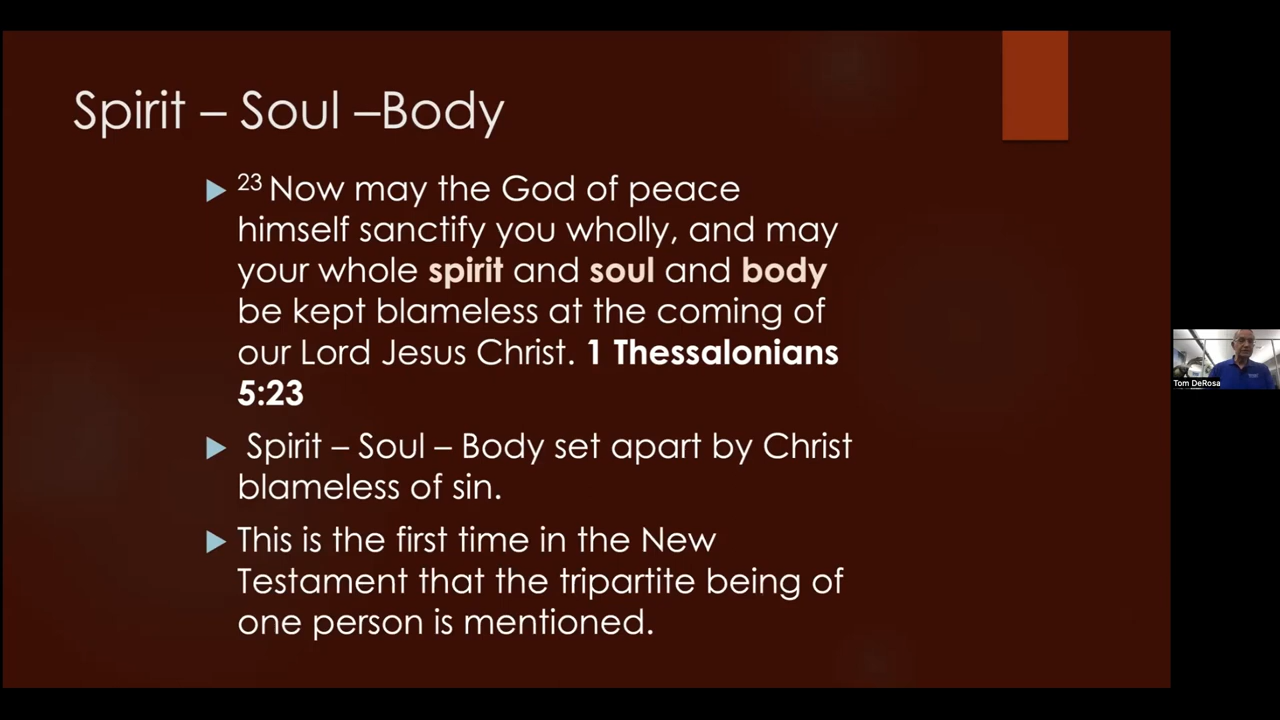 Spirit – Soul –Body
23 Now may the God of peace
himself sanctify you wholly, and may
your whole spirit and soul and body
be kept blameless at the coming of
our Lord Jesus Christ. 1 Thessalonians
5:23
Spirit – Soul – Body set apart by Christ
blameless of sin.
This is the first time in the New
Testament that the tripartite being of
one person is mentioned.
Tom DeRosa